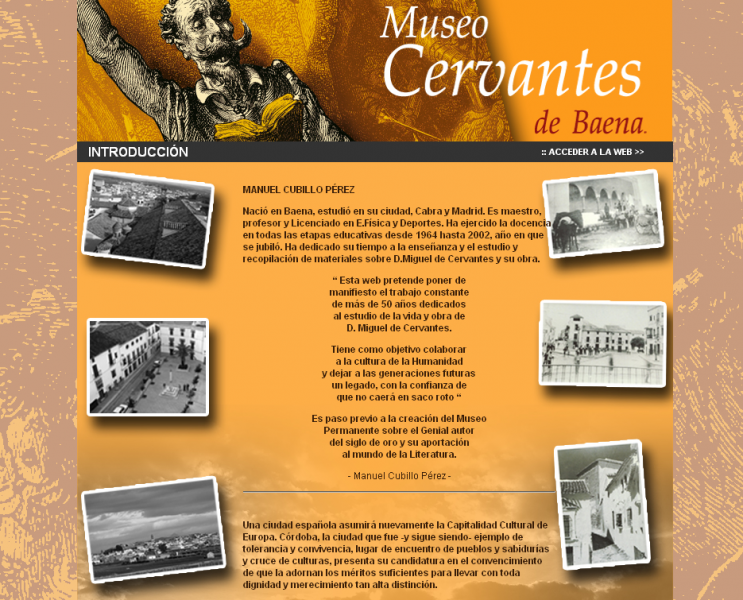 Museo
Cervantes
de Baena.
INTRODUCCIÓN
:: ACCEDER A LA WEB >>
MANUEL CUBILLO PÉREZ
Nació en Baena, estudió en su ciudad, Cabra y Madrid. Es maestro,
profesor y Licenciado en E.Física y Deportes. Ha ejercido la docencia
en todas las etapas educativas desde 1964 hasta 2002, año en que
se jubiló. Ha dedicado su tiempo a la enseñanza y el estudio y
recopilación de materiales sobre D.Miguel de Cervantes y su obra.
“ Esta web pretende poner de
manifiesto el trabajo constante
de más de 50 años dedicados
al estudio de la vida y obra de
D. Miguel de Cervantes.
Tiene como objetivo colaborar
a la cultura de la Humanidad
y dejar a las generaciones futuras
un legado, con la confianza de
que no caerá en saco roto “
Es paso previo a la creación del Museo
Permanente sobre el Genial autor
del siglo de oro y su aportación
al mundo de la Literatura.
- Manuel Cubillo Pérez -
Una ciudad española asumirá nuevamente la Capitalidad Cultural de
Europa. Córdoba, la ciudad que fue -y sigue siendo- ejemplo de
tolerancia y convivencia, lugar de encuentro de pueblos y sabidurías
y cruce de culturas, presenta su candidatura en el convencimiento
de que la adornan los méritos suficientes para llevar con toda
dignidad y merecimiento tan alta distinción.